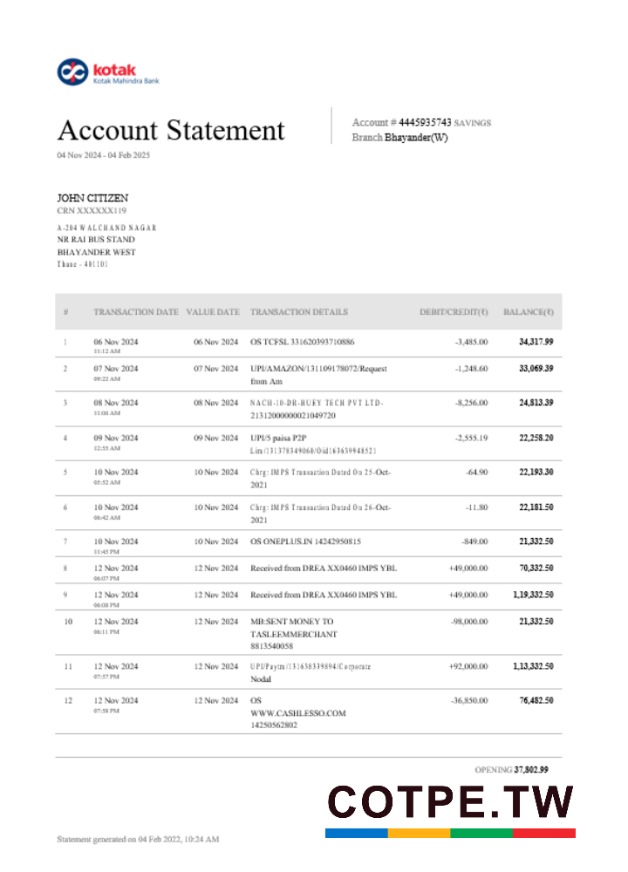 kotak
Kotak Mahindra Bank
Account Statement
04 Nov 2024 - 04 Feb 2025
Account # 4445935743 SAVINGS
Branch Bhayander(W)
JOHN CITIZEN
CRN XXXXXX119
A-204 WALCHAND NAGAR
NR RAI BUS STAND
BHAYANDER WEST
Thane - 401101
# TRANSACTION DATE VALUE DATE TRANSACTION DETAILS DEBIT/CREDIT(₹) BALANCE(₹)
1 06 Nov 2024 06 Nov 2024 OS TCFSL 331620393710886 -3,485.00 34,317.99
11:12 AM
2 07 Nov 2024 07 Nov 2024 UPI/AMAZON/131109178072/Request -1,248.60 33,069.39
09:22 AM from Am
3 08 Nov 2024 08 Nov 2024 NACH-10-DR-RUEY TECH PVT LTD- -8,256.00 24,813.39
11:06 AM 21312000000021049720
4 09 Nov 2024 09 Nov 2024 UPI/5 paisa P2P -2,555.19 22,258.20
12:55 AM Lim/131378349060/Oid163639948521
5 10 Nov 2024 10 Nov 2024 Chrg: IMPS Transaction Dated On 25-Oct- -64.90 22,193.30
05:52 AM 2021
6 10 Nov 2024 10 Nov 2024 Chrg: IMPS Transaction Dated On 26-Oct- -11.80 22,181.50
06:42 AM 2021
7 10 Nov 2024 10 Nov 2024 OS ONEPLUS.IN 14242950815 -849.00 21,332.50
11:45 PM
8 12 Nov 2024 12 Nov 2024 Received from DREA XX0460 IMPS YBL +49,000.00 70,332.50
06:07 PM
9 12 Nov 2024 12 Nov 2024 Received from DREA XX0460 IMPS YBL +49,000.00 1,19,332.50
06:08 PM
10 12 Nov 2024 12 Nov 2024 MB:SENT MONEY TO -98,000.00 21,332.50
06:11 PM TASLEEMMERCHANT
8813540058
11 12 Nov 2024 12 Nov 2024 UPI/Paytm/131658339894/Corporate +92,000.00 1,13,332.50
07:57 PM Nodal
12 12 Nov 2024 12 Nov 2024 OS -36,850.00 76,482.50
07:58 PM WWW.CASHLESSO.COM
14250562802
OPENING 37,802.99
COTPE.TW
Statement generated on 04 Feb 2022, 10:24 AM